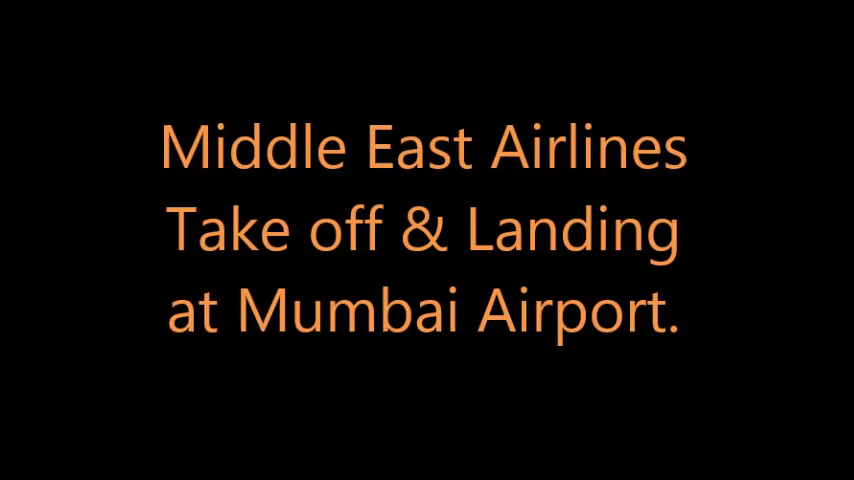 Middle East Airlines
Take off & Landing
at Mumbai Airport.